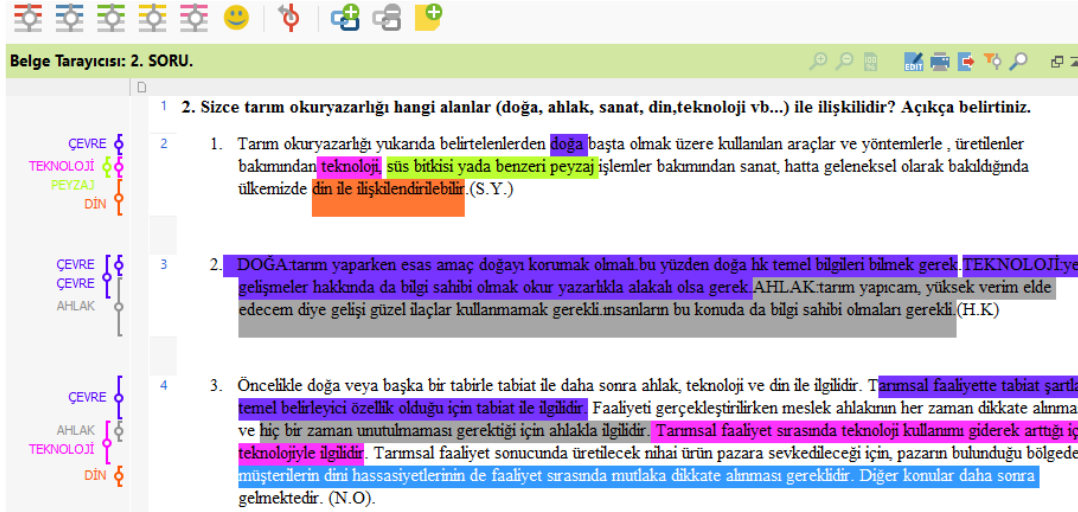 Belge Tarayıcısı: 2. SORU.
EDIT
1 2. Sizce tarım okuryazarlığı hangi alanlar (doğa, ahlak, sanat, din,teknoloji vb...) ile ilişkilidir? Açıkça belirtiniz.
ÇEVRE 2 1. Tarım okuryazarlığı yukarıda belirtelenlerden doğa başta olmak üzere kullanılan araçlar ve yöntemlerle , üretilenler
TEKNOLOJİ bakımından teknoloji, süs bitkisi yada benzeri peyzaj işlemler bakımından sanat, hatta geleneksel olarak bakıldığında
PEYZAJ
DİN ülkemizde din ile ilişkilendirilebilir.(S.Y.)
ÇEVRE 3 2. DOĞA:tarım yaparken esas amaç doğayı korumak olmalı.bu yüzden doğa hk temel bilgileri bilmek gerek.TEKNOLOJİ:ye
ÇEVRE gelişmeler hakkında da bilgi sahibi olmak okur yazarlıkla alakalı olsa gerek.AHLAK:tarım yapıcam, yüksek verim elde
AHLAK edecem diye gelişi güzel ilaçlar kullanmamak gerekli.ınsanların bu konuda da bilgi sahibi olmaları gerekli.(H.K)
4 3. Öncelikle doğa veya başka bir tabirle tabiat ile daha sonra ahlak, teknoloji ve din ile ilgilidir. Tarımsal faaliyette tabiat şartla
ÇEVRE temel belirleyici özellik olduğu için tabiat ile ilgilidir. Faaliyeti gerçekleştirilirken meslek ahlakının her zaman dikkate alınma
AHLAK ve hiç bir zaman unutulmaması gerektiği için ahlakla ilgilidir. Tarımsal faaliyet sırasında teknoloji kullanımı giderek arttığı iç
TEKNOLOJİ teknolojiyle ilgilidir. Tarımsal faaliyet sonucunda üretilecek nihai ürün pazara sevkedileceği için, pazarın bulunduğu bölgede
DİN müşterilerin dini hassasiyetlerinin de faaliyet sırasında mutlaka dikkate alınması gereklidir. Diğer konular daha sonra
gelmektedir. (N.O).